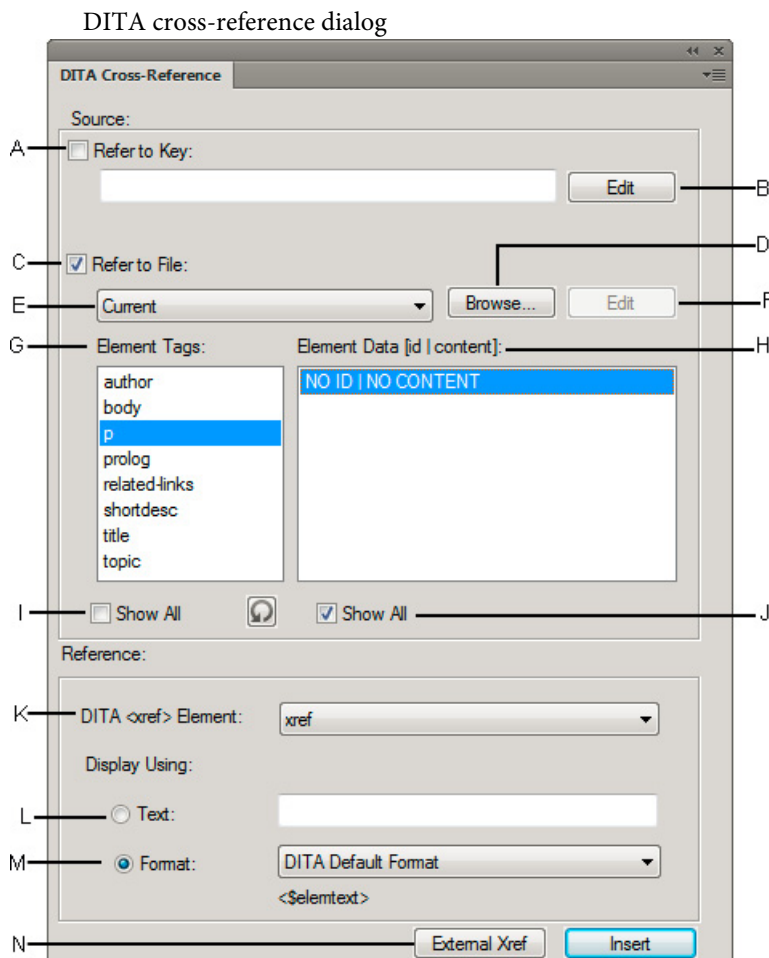 DITA cross-reference dialog
DITA Cross-Reference
Source:
A Refer to Key:
Edit B
D
C Refer to File:
E Current Browse... Edit F
G Element Tags: Element Data [id | content]: H
author NO ID | NO CONTENT
body
p
prolog
related-links
shortdesc
title
topic
I Show All Show All J
Reference:
K DITA <xref> Element: xref
Display Using:
L Text:
M Format: DITA Default Format
<$elemtext>
N External Xref Insert